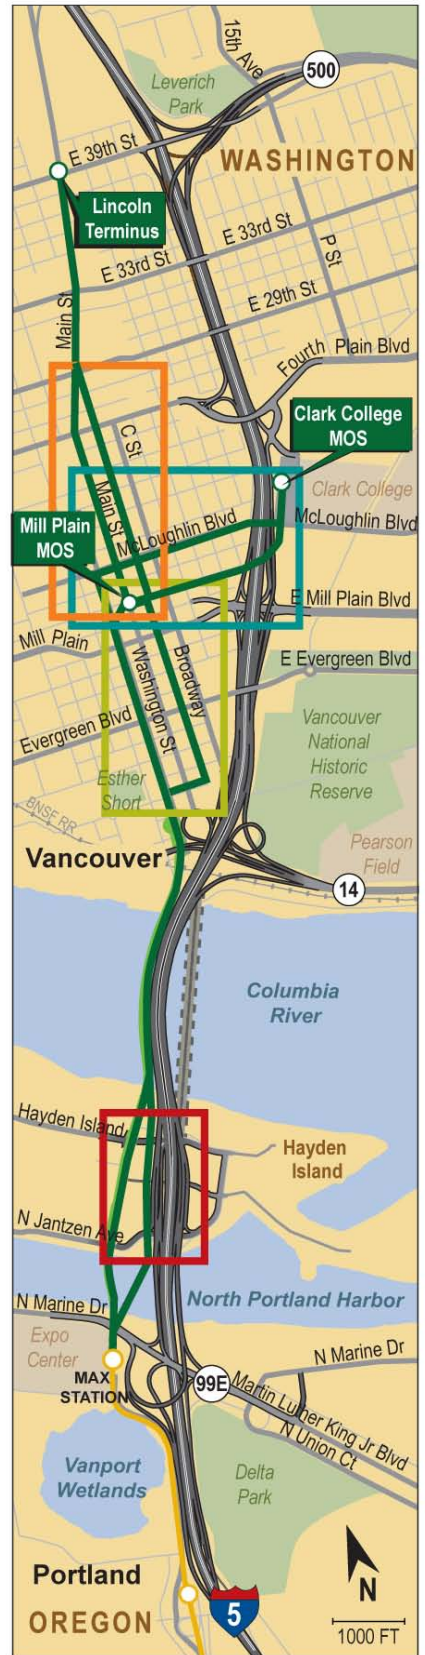 15th Ave
500
Leverich
Park
E 39th St
WASHINGTON
Lincoln
Terminus
E 33rd St
E 33rd St
P St
Main St
E 29th St
Fourth Plain Blvd
Clark College
MOS
C St
Clark College
Main St
McLoughlin Blvd
McLoughlin Blvd
Mill Plain
MOS
E Mill Plain Blvd
Mill Plain
E Evergreen Blvd
Washington St
Broadway
Evergreen Blvd
Vancouver
National
Historic
Reserve
Esther
Short
BNSF RR
Vancouver
Pearson
Field
14
Columbia
River
Hayden Island
Hayden
Island
N Jantzen Ave
North Portland Harbor
N Marine Dr
Expo
Center
N Marine Dr
MAX
STATION
99E
Martin Luther King Jr Blvd
N Union Ct
Vanport
Wetlands
Delta
Park
Portland
OREGON
N
5
1000 FT